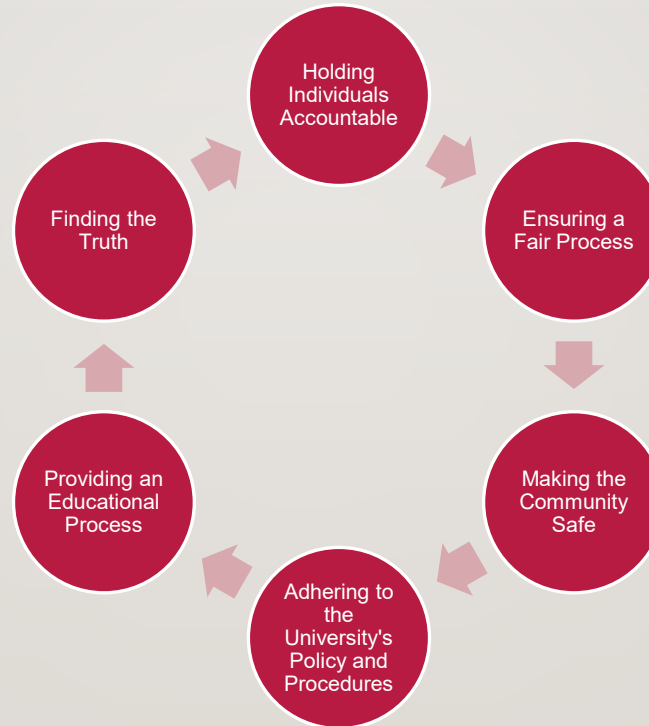 Holding
Individuals
Accountable
Ensuring a
Fair Process
Making the
Community
Safe
Adhering to
the
University's
Policy and
Procedures
Providing an
Educational
Process
Finding the
Truth